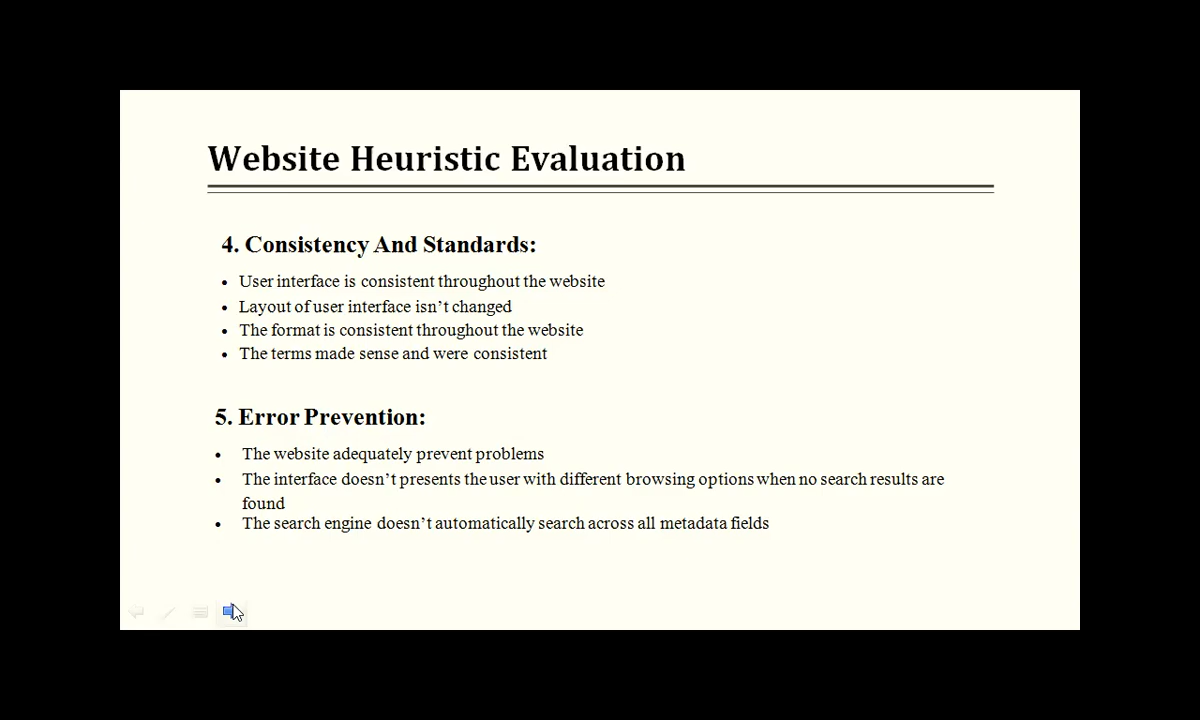 Website Heuristic Evaluation
4. Consistency And Standards:
• User interface is consistent throughout the website
• Layout of user interface isn’t changed
• The format is consistent throughout the website
• The terms made sense and were consistent
5. Error Prevention:
• The website adequately prevent problems
• The interface doesn’t presents the user with different browsing options when no search results are
found
• The search engine doesn’t automatically search across all metadata fields